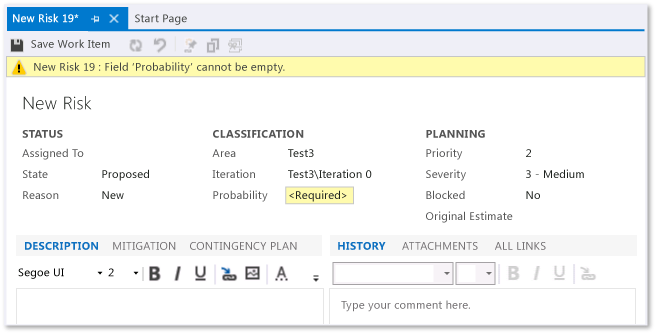 New Risk 19* Start Page
Save Work Item
New Risk 19 : Field 'Probability' cannot be empty.
New Risk
STATUS CLASSIFICATION PLANNING
Assigned To Area Test3 Priority 2
State Proposed Iteration Test3\Iteration 0 Severity 3 - Medium
Reason New Probability <Required> Blocked No
Original Estimate
DESCRIPTION MITIGATION CONTINGENCY PLAN HISTORY ATTACHMENTS ALL LINKS
Segoe UI 2 B I U A B I U
Type your comment here.